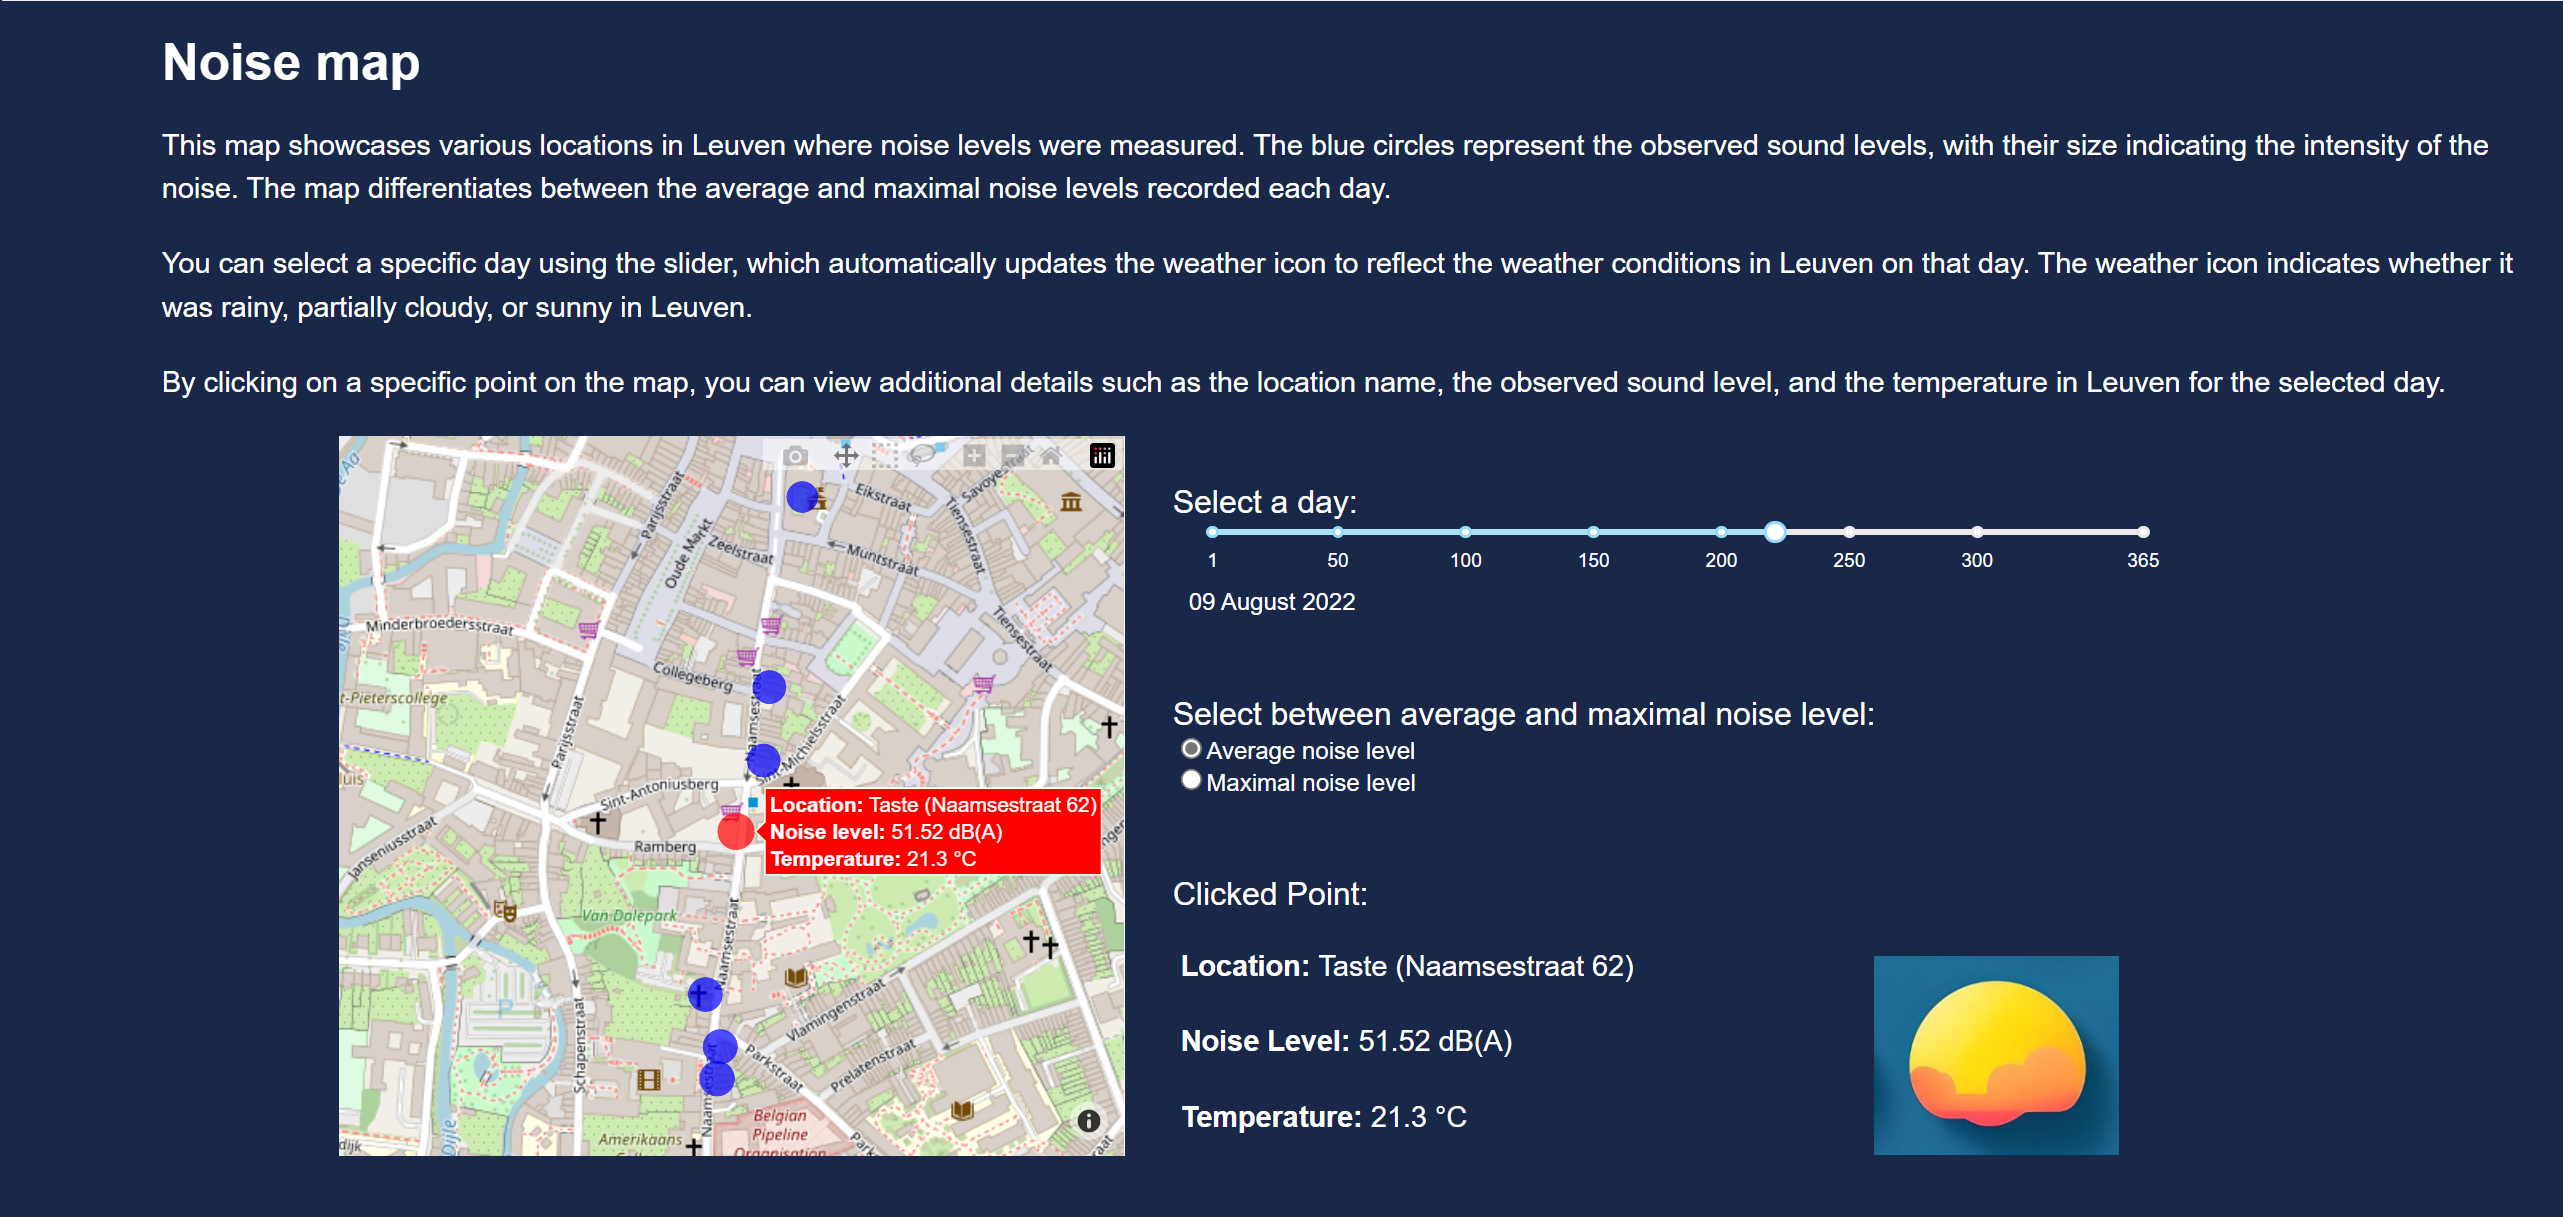 Noise map
This map showcases various locations in Leuven where noise levels were measured. The blue circles represent the observed sound levels, with their size indicating the intensity of the
noise. The map differentiates between the average and maximal noise levels recorded each day.
You can select a specific day using the slider, which automatically updates the weather icon to reflect the weather conditions in Leuven on that day. The weather icon indicates whether it
was rainy, partially cloudy, or sunny in Leuven.
By clicking on a specific point on the map, you can view additional details such as the location name, the observed sound level, and the temperature in Leuven for the selected day.
Parijsstraat
Oude Markt
Zeelstraat
Eikstraat
Savoyestraat
Tiensestraat
Muntstraat
Tiensestraat
Minderbroedersstraat
Collegeberg
t-Pieterscollege
Naamsestraat
Sint-Michielsstraat
Parijsstraat
luis
Sint-Antoniusberg
Location: Taste (Naamsestraat 62)
Noise level: 51.52 dB(A)
Temperature: 21.3 °C
Janseniusstraat
Ramberg
Van Dalepark
Naamsestraat
Vlamingenstraat
P
Schapenstraat
Parkstraat
Prelatenstraat
Belgian
Pipeline
Organisation
Amerikaans
dijk
Dijle
Select a day:
1 50 100 150 200 250 300 365
09 August 2022
Select between average and maximal noise level:
Average noise level
Maximal noise level
Clicked Point:
Location: Taste (Naamsestraat 62)
Noise Level: 51.52 dB(A)
Temperature: 21.3 °C